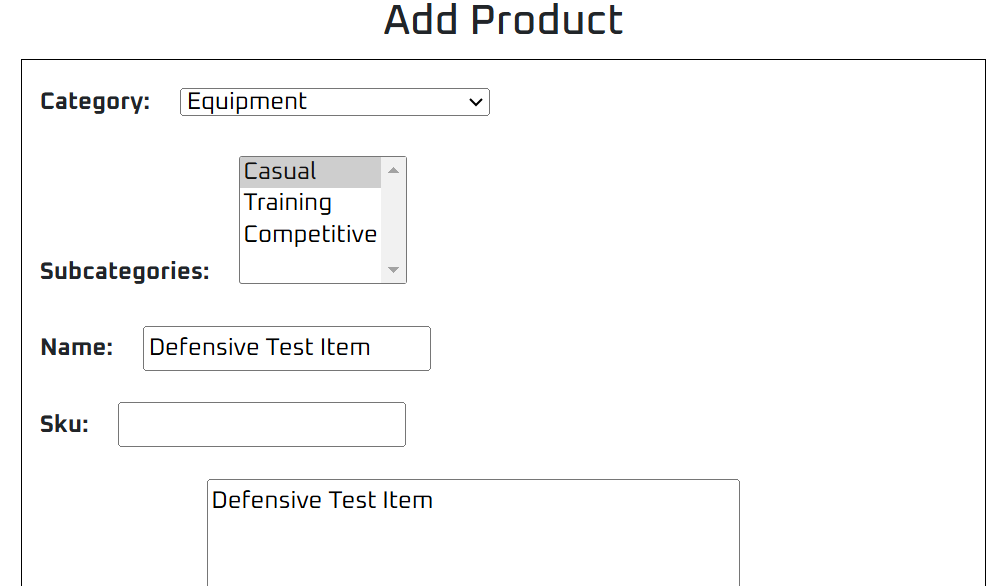 Add Product
Category: Equipment
Casual
Training
Competitive
Subcategories:
Name: Defensive Test Item
Sku:
Defensive Test Item